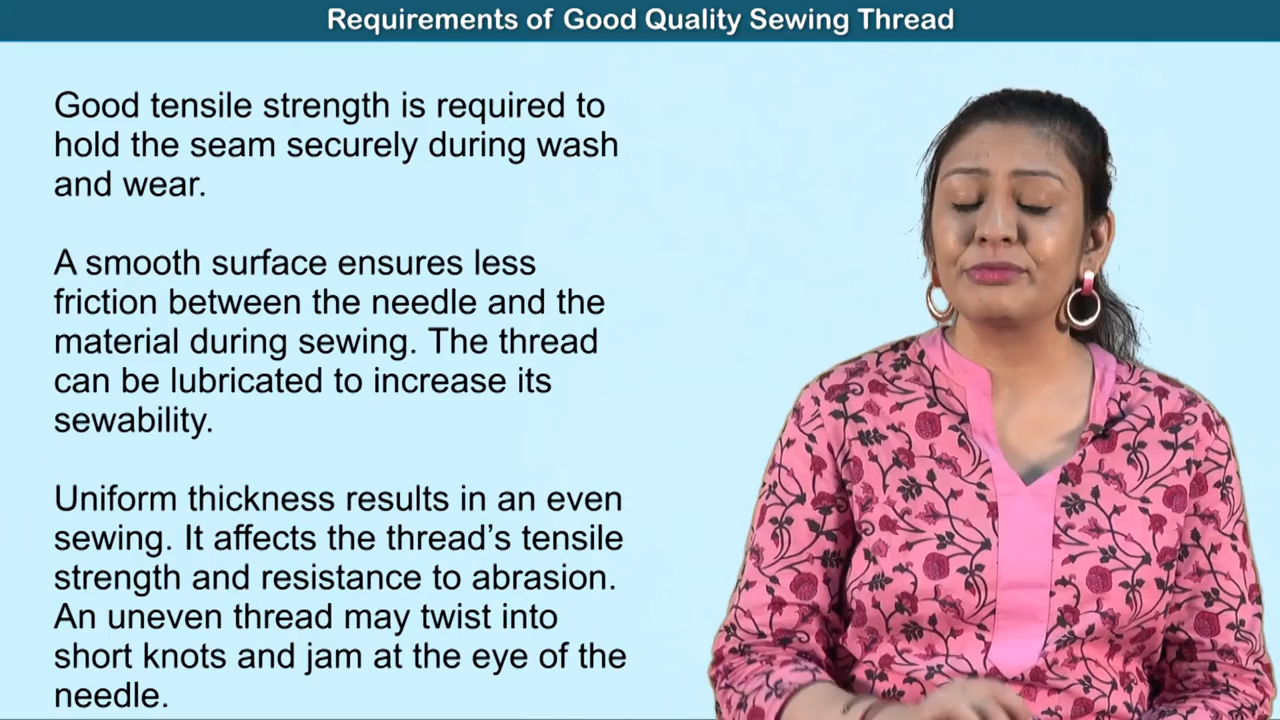 Requirements of Good Quality Sewing Thread
Good tensile strength is required to
hold the seam securely during wash
and wear.
A smooth surface ensures less
friction between the needle and the
material during sewing. The thread
can be lubricated to increase its
sewability.
Uniform thickness results in an even
sewing. It affects the thread’s tensile
strength and resistance to abrasion.
An uneven thread may twist into
short knots and jam at the eye of the
needle.